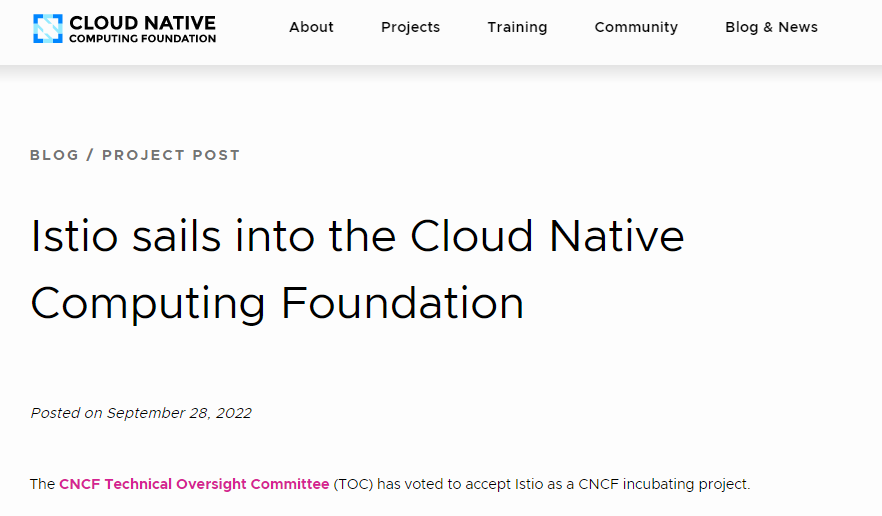 CLOUD NATIVE
COMPUTING FOUNDATION
About Projects Training Community Blog & News
BLOG / PROJECT POST
Istio sails into the Cloud Native
Computing Foundation
Posted on September 28, 2022
The CNCF Technical Oversight Committee (TOC) has voted to accept Istio as a CNCF incubating project.